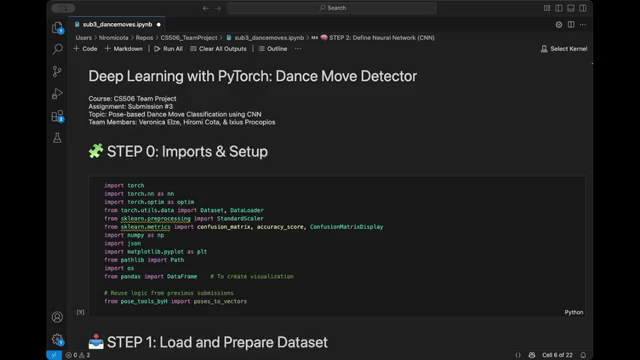 Search
sub3_dancemoves.ipynb
Users > hiromicota > Repos > CS506_TeamProject > sub3_dancemoves.ipynb > STEP 2: Define Neural Network (CNN)
+ Code + Markdown Run All Clear All Outputs Outline ... Select Kernel
Deep Learning with PyTorch: Dance Move Detector
Course: CS506 Team Project
Assignment: Submission #3
Topic: Pose-based Dance Move Classification using CNN
Team Members: Veronica Elze, Hiromi Cota, & Ixius Procopios
STEP 0: Imports & Setup
import torch
import torch.nn as nn
import torch.optim as optim
from torch.utils.data import Dataset, DataLoader
from sklearn.preprocessing import StandardScaler
from sklearn.metrics import confusion_matrix, accuracy_score, ConfusionMatrixDisplay
import numpy as np
import json
import matplotlib.pyplot as plt
from pathlib import Path
import os
from pandas import DataFrame # To create visualization
# Reuse logic from previous submissions
from pose_tools_byH import poses_to_vectors
Python
STEP 1: Load and Prepare Dataset
0 2
Cell 6 of 22